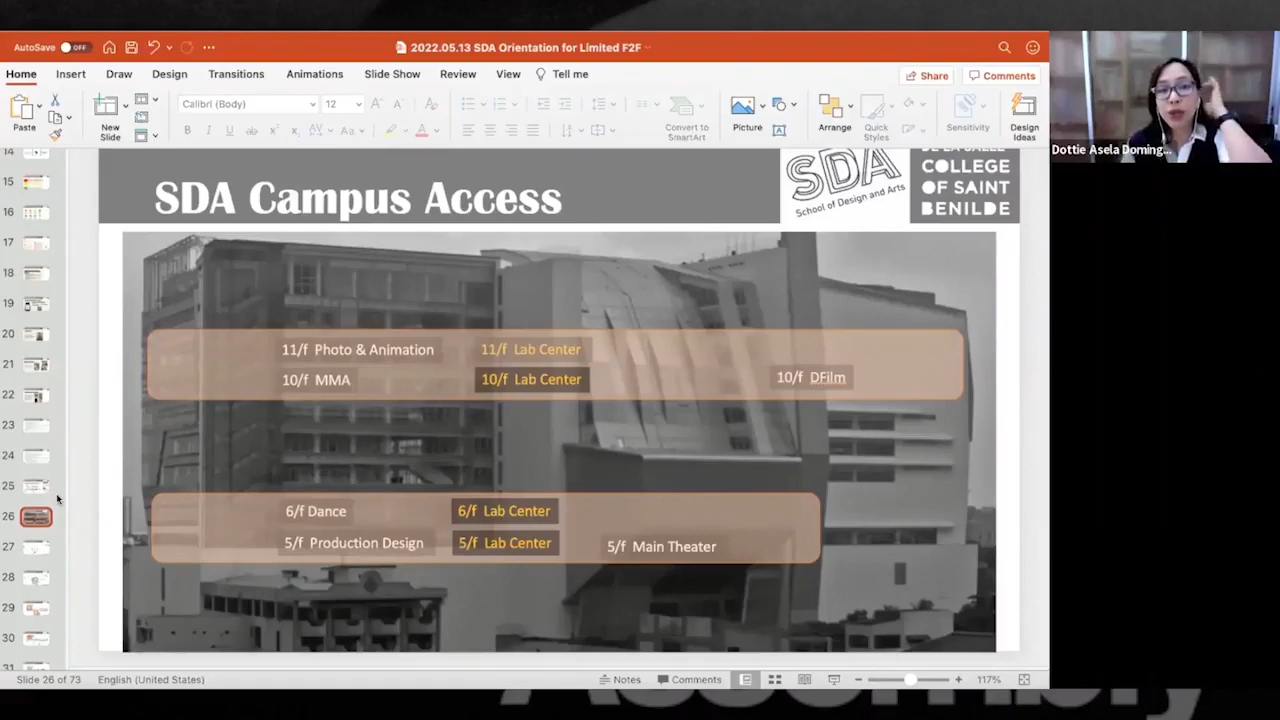 AutoSave OFF
2022.05.13 SDA Orientation for Limited F2F
Home Insert Draw Design Transitions Animations Slide Show Review View Tell me
Share Comments
Paste
New Slide
Calibri (Body) 12
Convert to SmartArt
Picture
Arrange
Quick Styles
Sensitivity
Design Ideas
Dottie Asela Doming...
14
15
16
17
18
19
20
21
22
23
24
25
26
27
28
29
30
31
SDA Campus Access
SDA
School of Design and Arts
DE LA SALLE
COLLEGE
OF SAINT
BENILDE
11/f Photo & Animation 11/f Lab Center
10/f MMA 10/f Lab Center 10/f DFilm
6/f Dance 6/f Lab Center
5/f Production Design 5/f Lab Center 5/f Main Theater
Slide 26 of 73 English (United States) Notes Comments 117%
Assembly